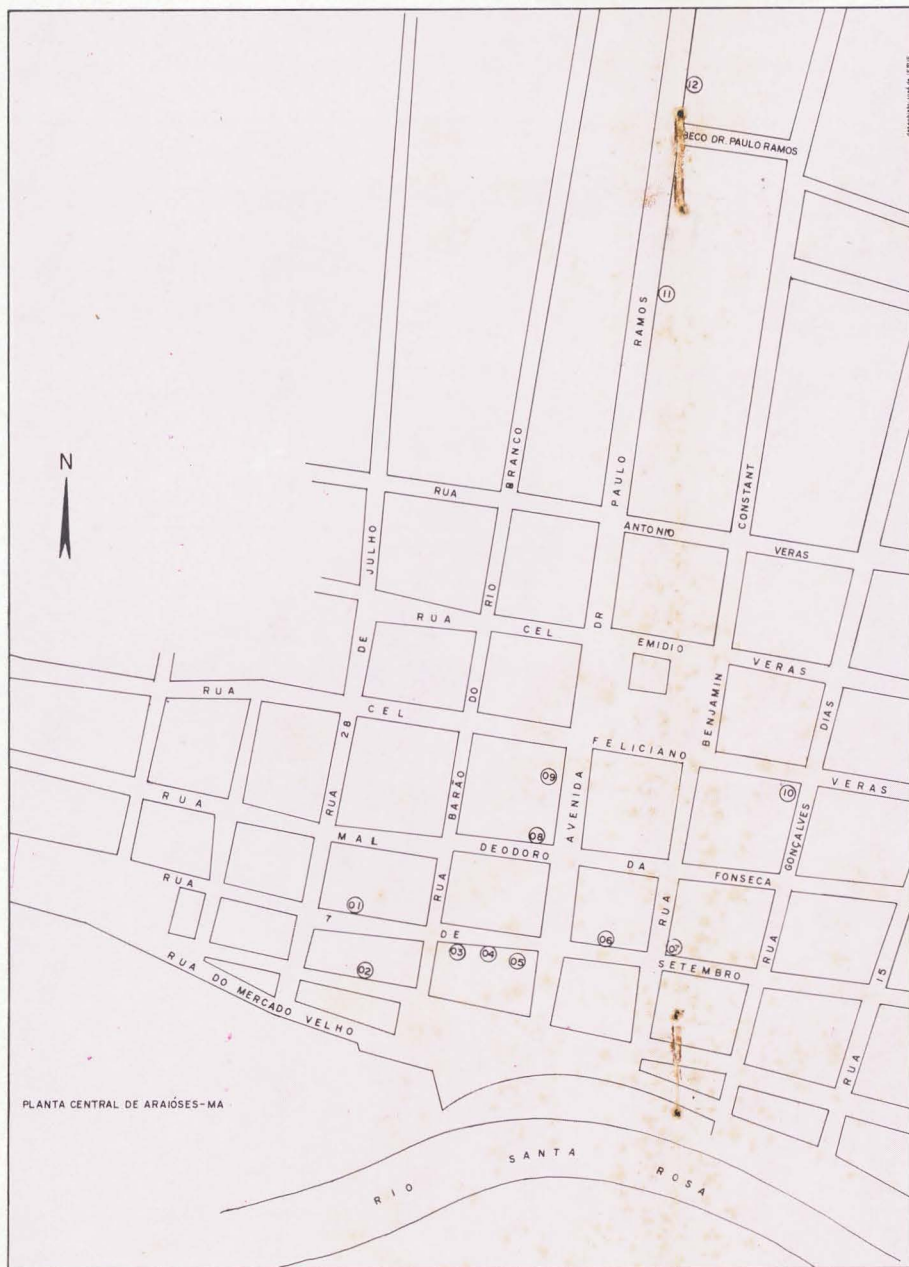 12
BECO DR. PAULO RAMOS
11
N
RUA ANTONIO VERAS
RUA CEL EMIDIO VERAS
RUA CEL FELICIANO VERAS
RUA MAL DEODORO DA FONSECA
RUA 7 DE SETEMBRO
RUA DO MERCADO VELHO
RUA 28 DE JULHO
RUA BARÃO DO RIO BRANCO
AVENIDA DR PAULO RAMOS
RUA BENJAMIN CONSTANT
RUA GONÇALVES DIAS
RUA 15
09
10
08
01
02
03
04
05
06
07
PLANTA CENTRAL DE ARAIÓSES-MA
RIO SANTA ROSA